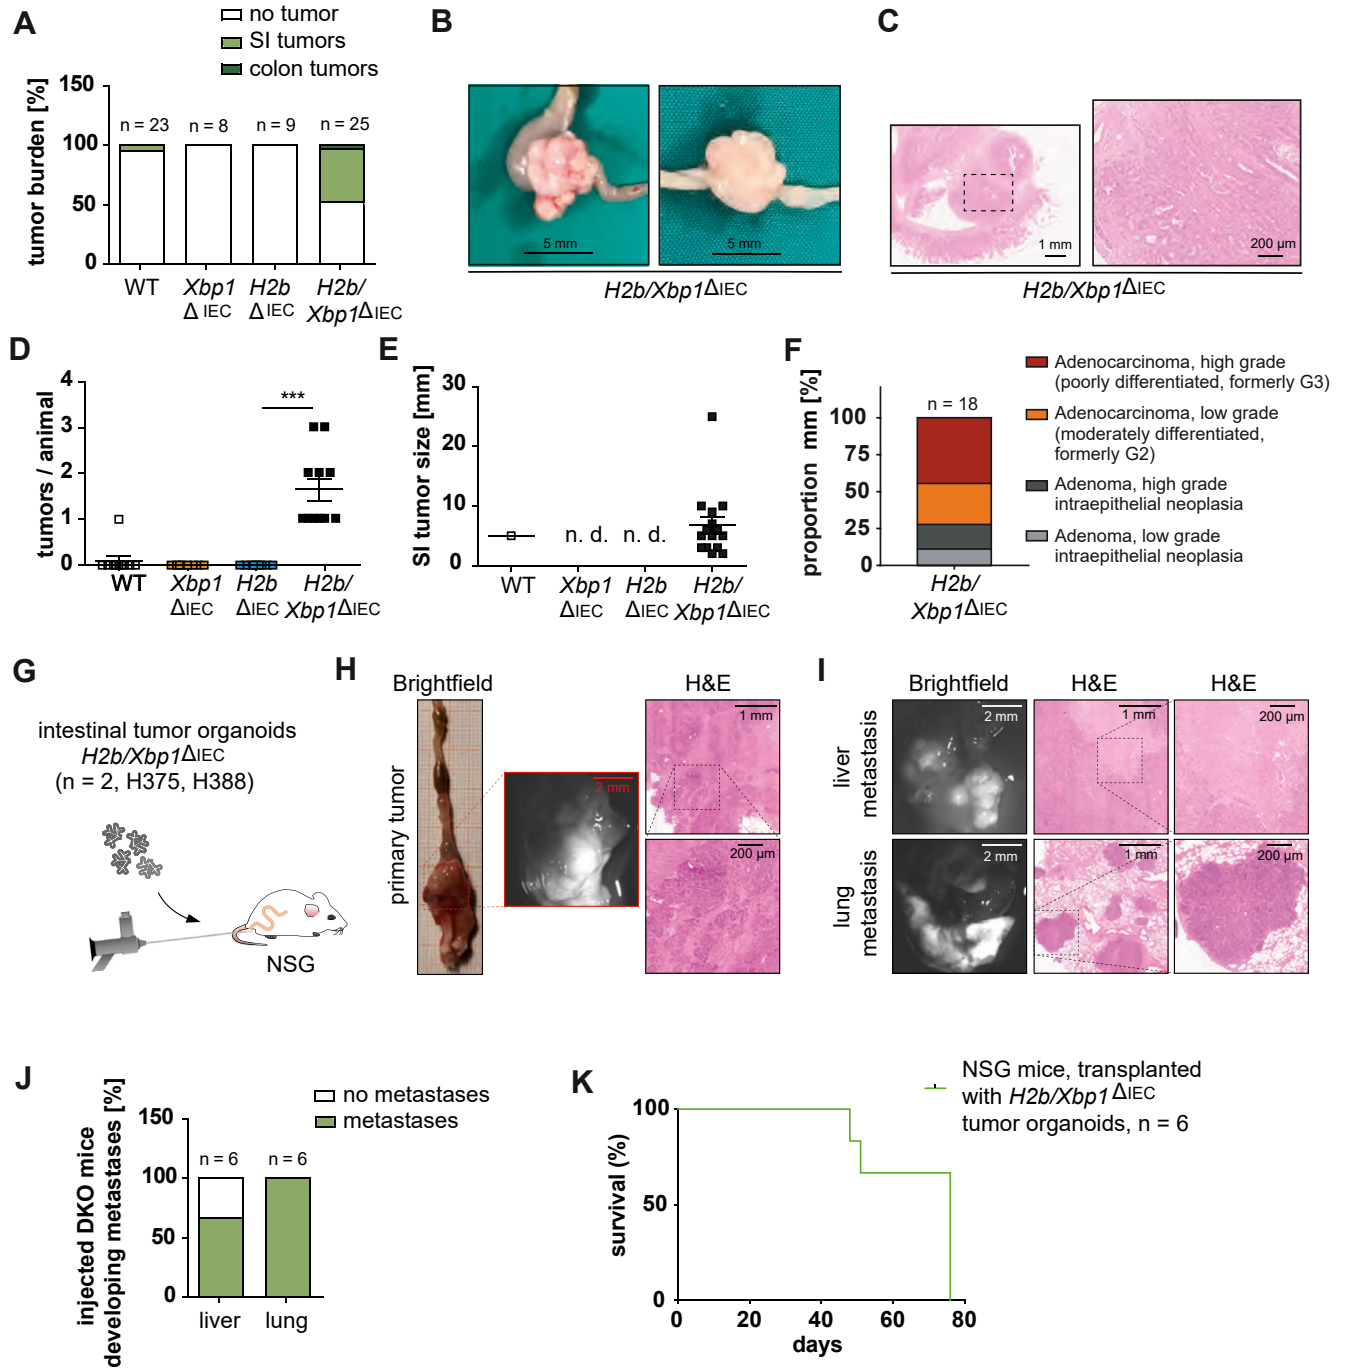 A
no tumor
SI tumors
colon tumors
tumor burden [%]
150
100
50
0
n = 23
n = 8
n = 9
n = 25
WT
Xbp1
Δ IEC
H2b
ΔIEC
H2b/
Xbp1ΔIEC
B
5 mm
5 mm
H2b/Xbp1ΔIEC
C
1 mm
200 µm
H2b/Xbp1ΔIEC
D
tumors / animal
4
3
2
1
0
***
WT
Xbp1
ΔIEC
H2b
ΔIEC
H2b/
Xbp1ΔIEC
E
SI tumor size [mm]
30
20
10
0
n. d.
n. d.
WT
Xbp1
ΔIEC
H2b
ΔIEC
H2b/
Xbp1ΔIEC
F
proportion mm [%]
100
75
50
25
0
n = 18
H2b/
Xbp1ΔIEC
Adenocarcinoma, high grade
(poorly differentiated, formerly G3)
Adenocarcinoma, low grade
(moderately differentiated,
formerly G2)
Adenoma, high grade
intraepithelial neoplasia
Adenoma, low grade
intraepithelial neoplasia
G
intestinal tumor organoids
H2b/Xbp1ΔIEC
(n = 2, H375, H388)
NSG
H
Brightfield
H&E
primary tumor
2 mm
1 mm
200 µm
I
Brightfield
H&E
H&E
liver
metastasis
2 mm
1 mm
200 µm
lung
metastasis
2 mm
1 mm
200 µm
J
no metastases
metastases
injected DKO mice
developing metastases [%]
150
100
50
0
n = 6
n = 6
liver
lung
K
NSG mice, transplanted
with H2b/Xbp1ΔIEC
tumor organoids, n = 6
survival (%)
100
50
0
0
20
40
60
80
days